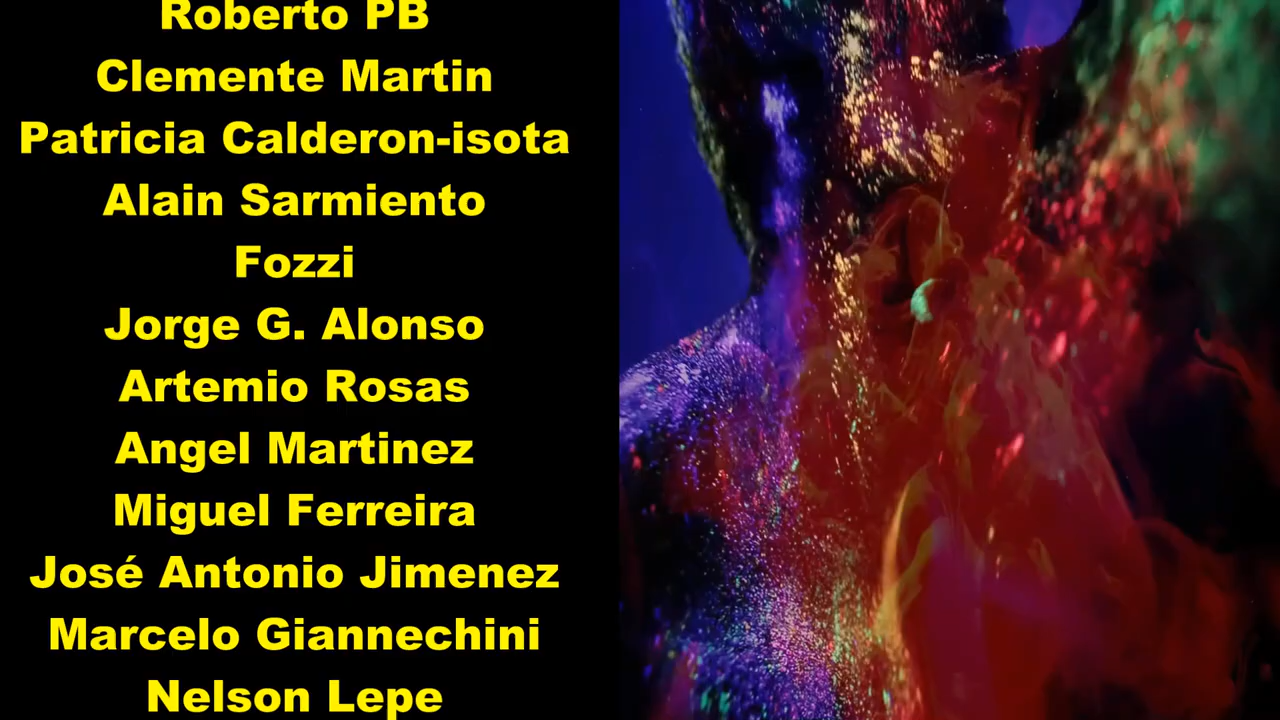 Roberto PB
Clemente Martin
Patricia Calderon-isota
Alain Sarmiento
Fozzi
Jorge G. Alonso
Artemio Rosas
Angel Martinez
Miguel Ferreira
José Antonio Jimenez
Marcelo Giannechini
Nelson Lepe